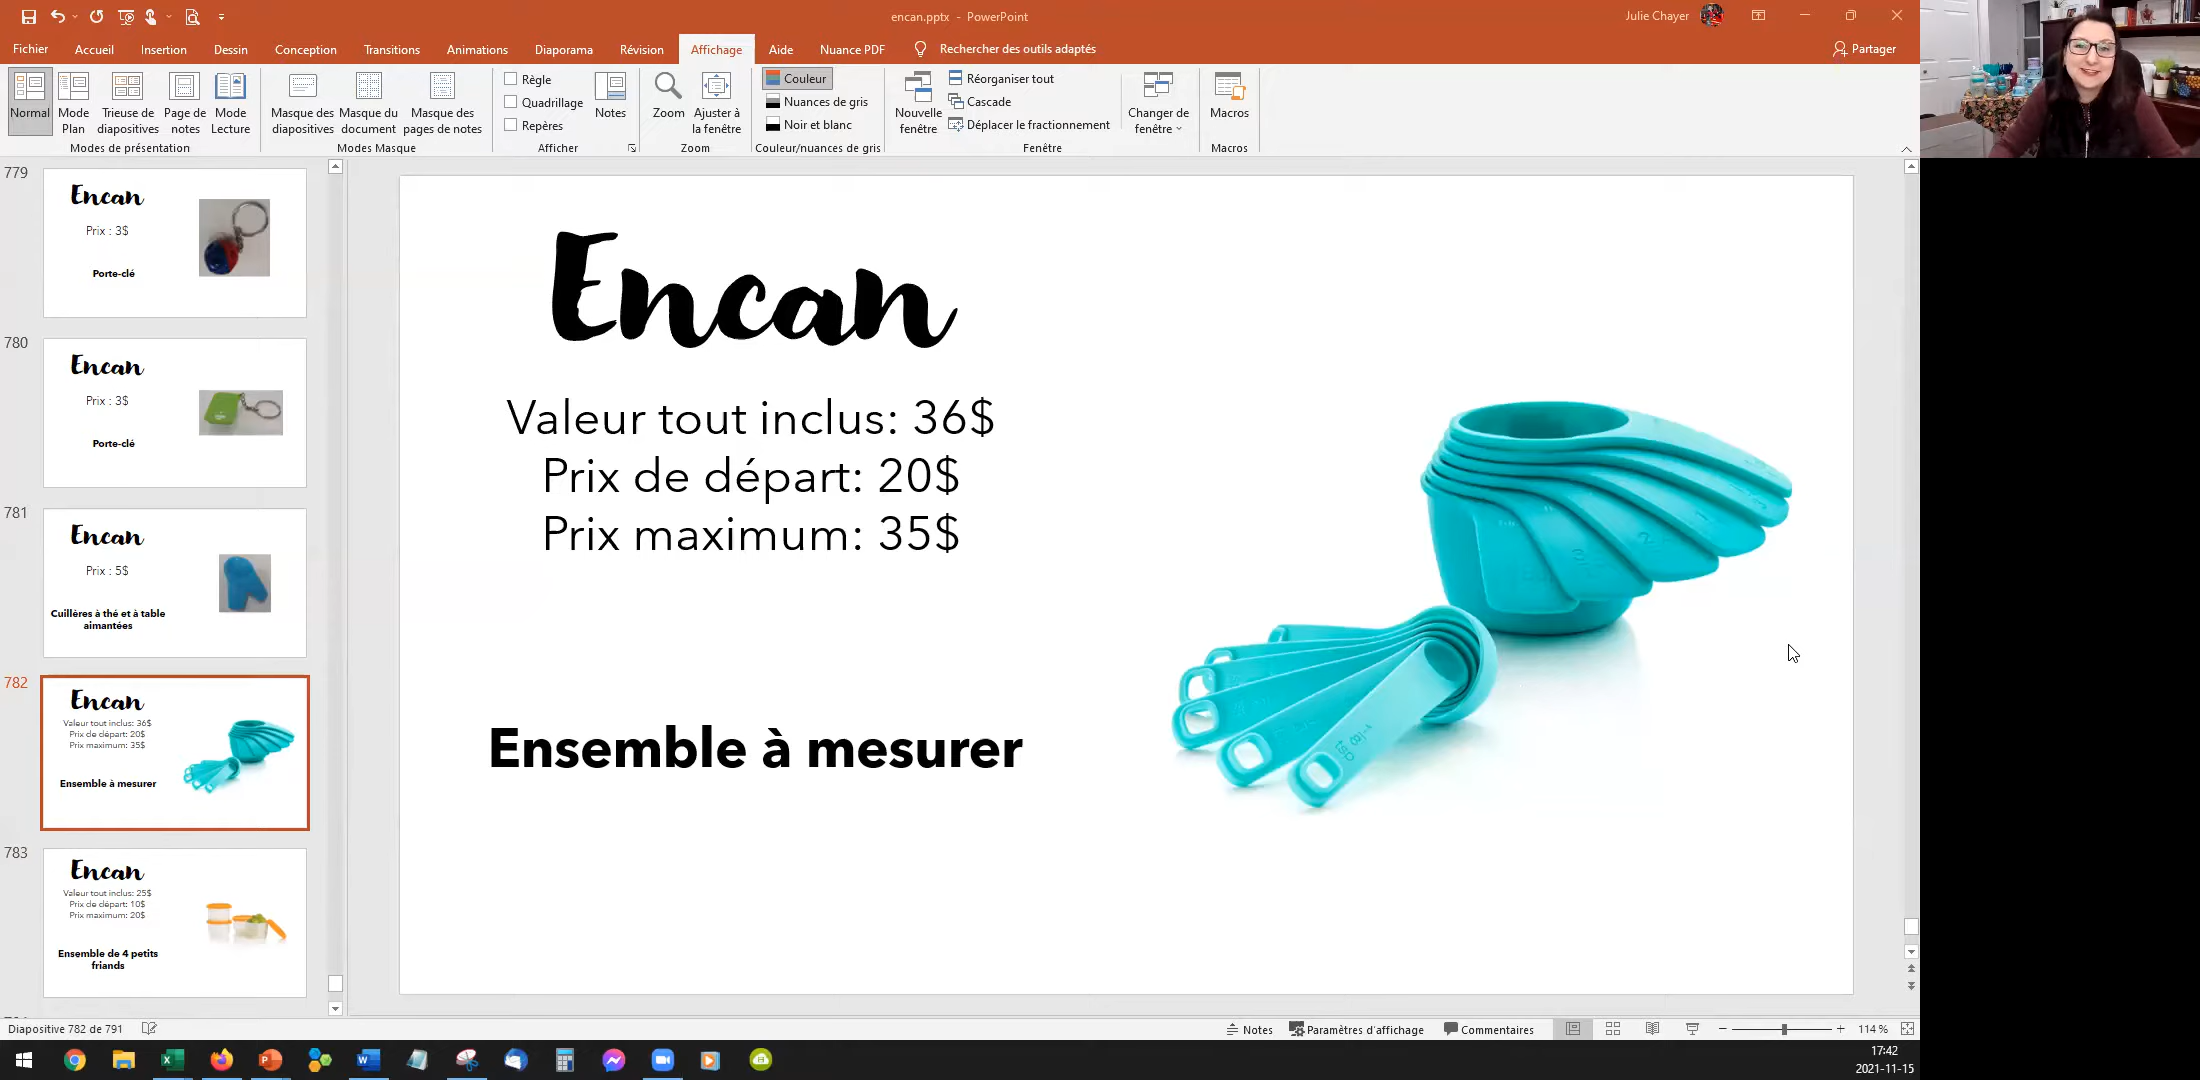 encan.pptx - PowerPoint
Julie Chayer
Fichier Accueil Insertion Dessin Conception Transitions Animations Diaporama Révision Affichage Aide Nuance PDF Rechercher des outils adaptés Partager
Normal
Mode Plan
Trieuse de diapositives
Page de notes
Mode Lecture
Modes de présentation
Masque des diapositives
Masque du document
Masque des pages de notes
Modes Masque
Règle
Quadrillage
Repères
Afficher
Notes
Zoom
Ajuster à la fenêtre
Zoom
Couleur
Nuances de gris
Noir et blanc
Couleur/nuances de gris
Nouvelle fenêtre
Réorganiser tout
Cascade
Déplacer le fractionnement
Changer de fenêtre
Fenêtre
Macros
Macros
779
Encan
Prix : 3$
Porte-clé
780
Encan
Prix : 3$
Porte-clé
781
Encan
Prix : 5$
Cuillères à thé et à table
aimantées
782
Encan
Valeur tout inclus: 36$
Prix de départ: 20$
Prix maximum: 35$
Ensemble à mesurer
783
Encan
Valeur tout inclus: 25$
Prix de départ: 10$
Prix maximum: 20$
Ensemble de 4 petits
friands
Encan
Valeur tout inclus: 36$
Prix de départ: 20$
Prix maximum: 35$
Ensemble à mesurer
Diapositive 782 de 791
Notes Paramètres d'affichage Commentaires 114 %
17:42
2021-11-15